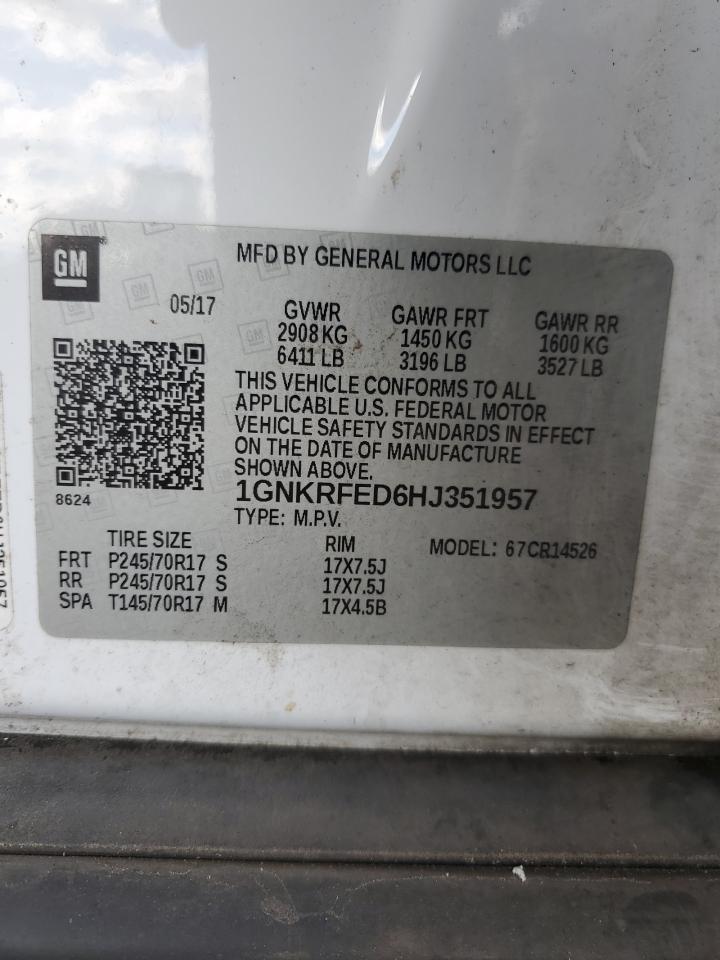 GM
MFD BY GENERAL MOTORS LLC
05/17
GVWR GAWR FRT GAWR RR
2908 KG 1450 KG 1600 KG
6411 LB 3196 LB 3527 LB
THIS VEHICLE CONFORMS TO ALL
APPLICABLE U.S. FEDERAL MOTOR
VEHICLE SAFETY STANDARDS IN EFFECT
ON THE DATE OF MANUFACTURE
SHOWN ABOVE.
1GNKRFED6HJ351957
8624
TYPE: M.P.V.
TIRE SIZE RIM MODEL: 67CR14526
FRT P245/70R17 S 17X7.5J
RR P245/70R17 S 17X7.5J
SPA T145/70R17 M 17X4.5B